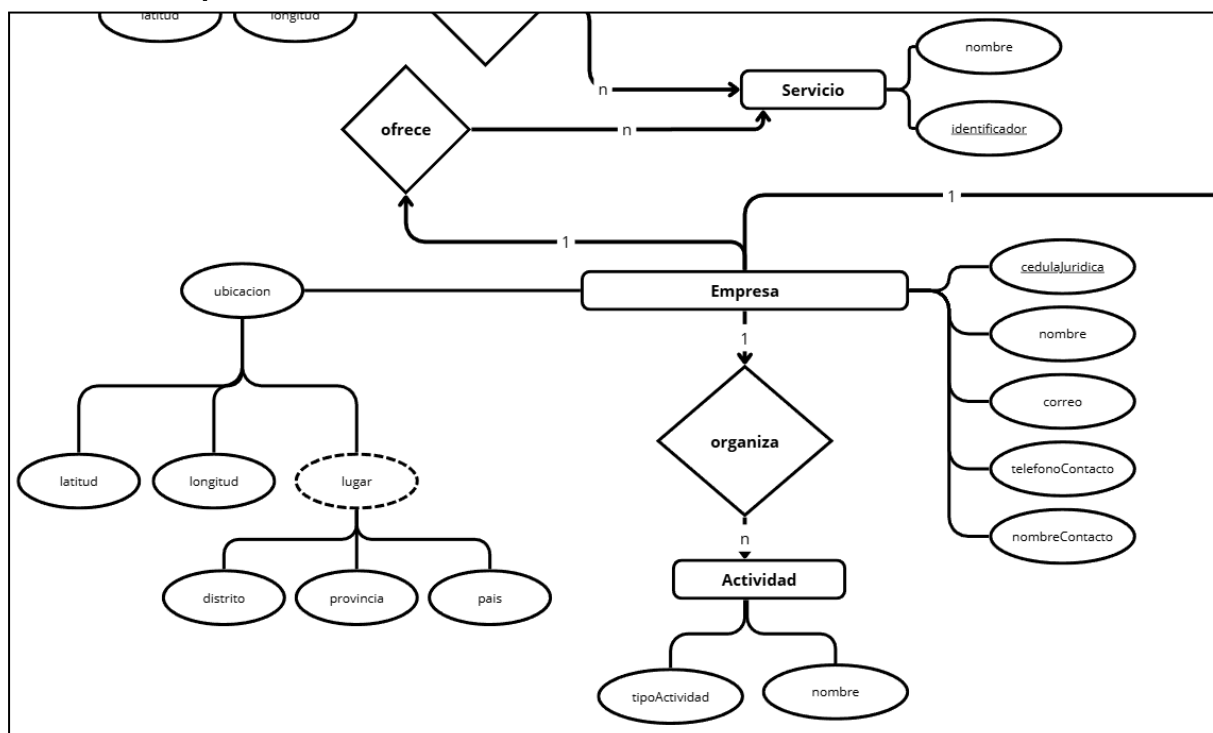 latitud
longitud
nombre
n
Servicio
ofrece
n
identificador
1
1
cedulaJuridica
ubicacion
Empresa
nombre
1
correo
organiza
latitud
longitud
lugar
telefonoContacto
nombreContacto
n
Actividad
distrito
provincia
pais
tipoActividad
nombre